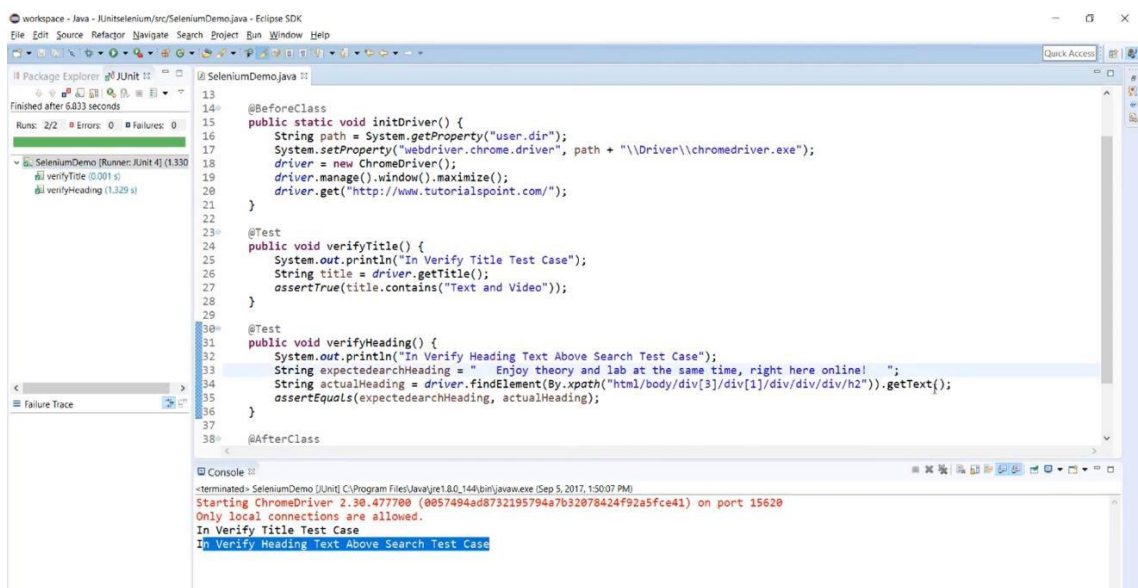 workspace - Java - JUnitselenium/src/SeleniumDemo.java - Eclipse SDK
File Edit Source Refactor Navigate Search Project Run Window Help
Quick Access
Package Explorer JUnit
SeleniumDemo.java
Finished after 6.833 seconds
Runs: 2/2 Errors: 0 Failures: 0
SeleniumDemo [Runner: JUnit 4] (1.330
verifyTitle (0.001 s)
verifyHeading (1.329 s)
Failure Trace
13
14 @BeforeClass
15 public static void initDriver() {
16 String path = System.getProperty("user.dir");
17 System.setProperty("webdriver.chrome.driver", path + "\\Driver\\chromedriver.exe");
18 driver = new ChromeDriver();
19 driver.manage().window().maximize();
20 driver.get("http://www.tutorialspoint.com/");
21 }
22
23 @Test
24 public void verifyTitle() {
25 System.out.println("In Verify Title Test Case");
26 String title = driver.getTitle();
27 assertTrue(title.contains("Text and Video"));
28 }
29
30 @Test
31 public void verifyHeading() {
32 System.out.println("In Verify Heading Text Above Search Test Case");
33 String expectedearchHeading = "   Enjoy theory and lab at the same time, right here online!   ";
34 String actualHeading = driver.findElement(By.xpath("html/body/div[3]/div[1]/div/div/div/h2")).getText();
35 assertEquals(expectedearchHeading, actualHeading);
36 }
37
38 @AfterClass
Console
<terminated> SeleniumDemo [JUnit] C:\Program Files\Java\jre1.8.0_144\bin\javaw.exe (Sep 5, 2017, 1:50:07 PM)
Starting ChromeDriver 2.30.477700 (0057494ad8732195794a7b32078424f92a5fce41) on port 15620
Only local connections are allowed.
In Verify Title Test Case
In Verify Heading Text Above Search Test Case